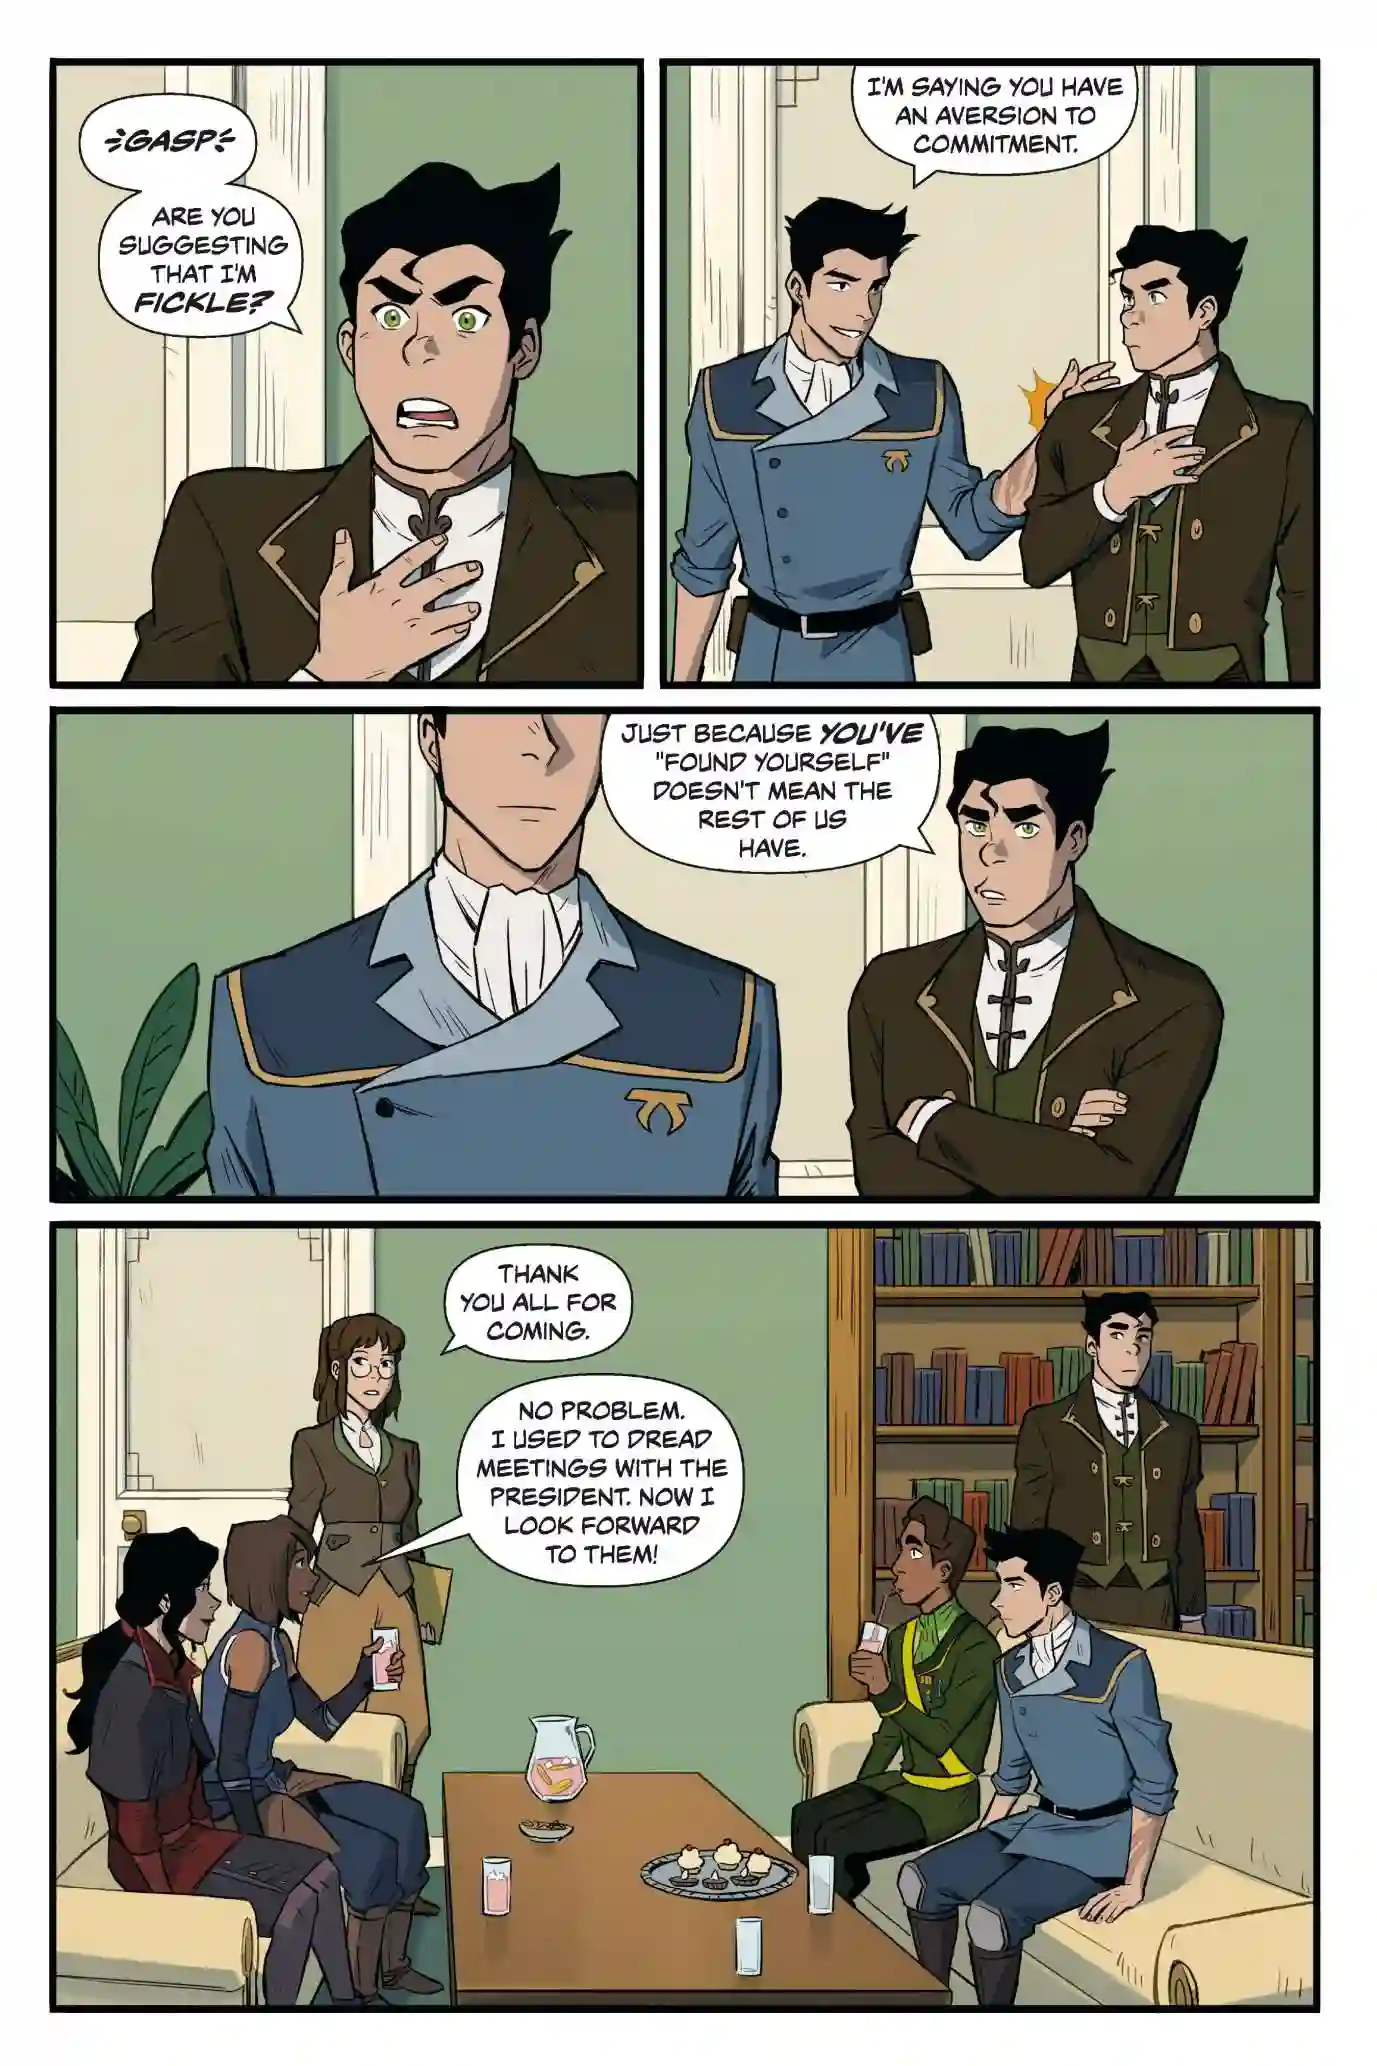 GASP
ARE YOU
SUGGESTING
THAT I'M
FICKLE?
I'M SAYING YOU HAVE
AN AVERSION TO
COMMITMENT.
JUST BECAUSE YOU'VE
"FOUND YOURSELF"
DOESN'T MEAN THE
REST OF US
HAVE.
THANK
YOU ALL FOR
COMING.
NO PROBLEM.
I USED TO DREAD
MEETINGS WITH THE
PRESIDENT. NOW I
LOOK FORWARD
TO THEM!